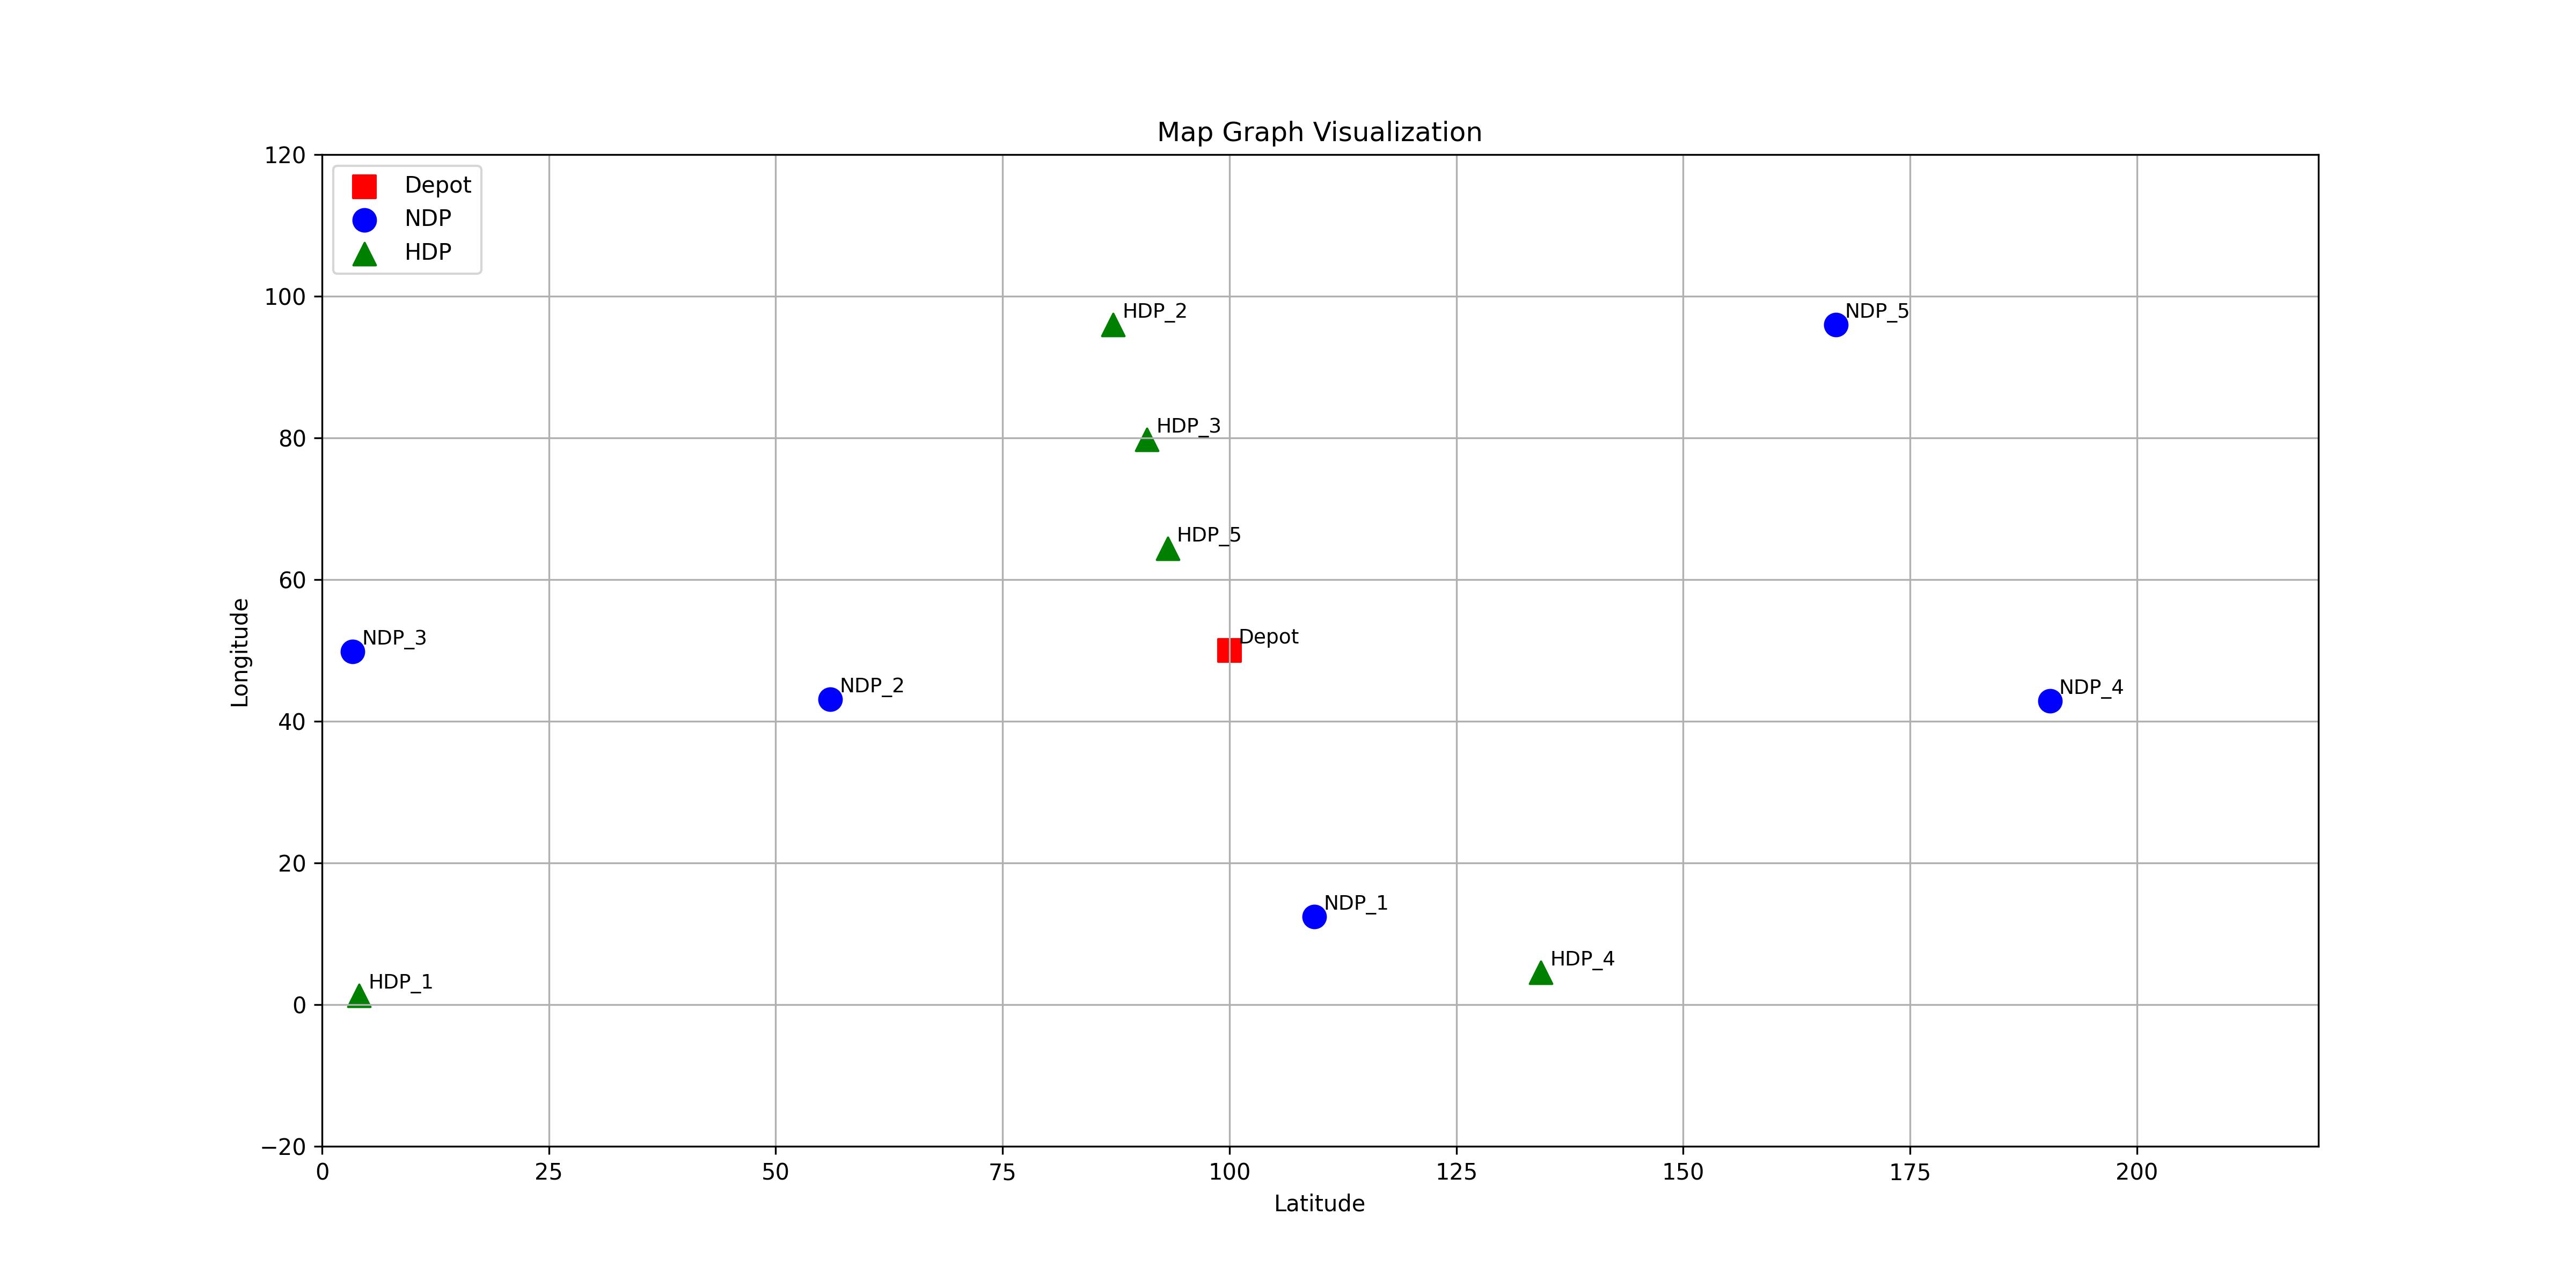 Map Graph Visualization
120
100
80
60
40
20
0
−20
Longitude
Depot
NDP
HDP
HDP_2
NDP_5
HDP_3
HDP_5
NDP_3
Depot
NDP_2
NDP_4
NDP_1
HDP_4
HDP_1
0 25 50 75 100 125 150 175 200
Latitude